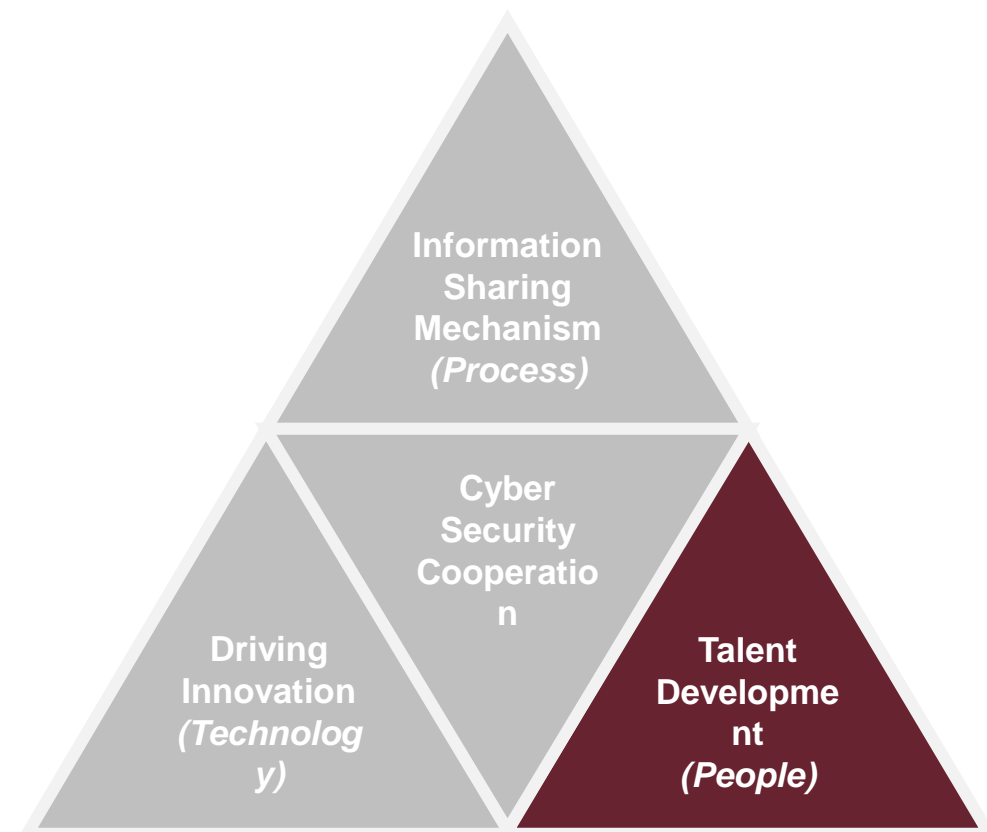 Information
Sharing
Mechanism
(Process)
Cyber
Security
Cooperatio
n
Driving
Innovation
(Technolog
y)
Talent
Developme
nt
(People)